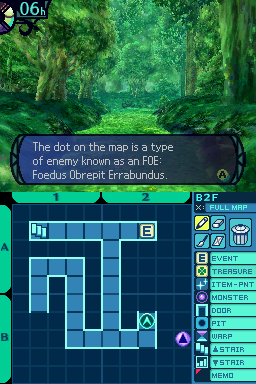 06h
The dot on the map is a type
of enemy known as an FOE:
Foedus Obrepit Errabundus.
A
1
2
B2F
X: FULL MAP
A
B
E
E EVENT
TREASURE
ITEM-PNT
MONSTER
DOOR
PIT
WARP
▲STAIR
▼STAIR
MEMO